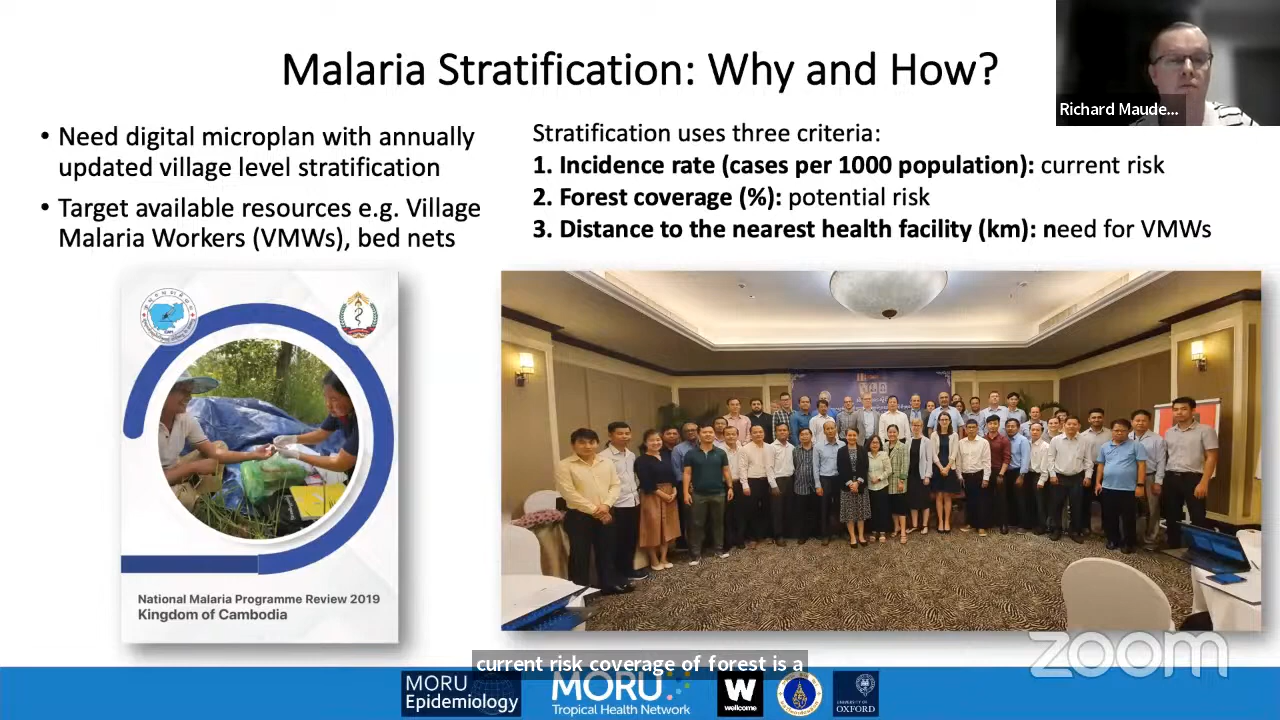 Malaria Stratification: Why and How?
Richard Maude...
• Need digital microplan with annually
updated village level stratification
• Target available resources e.g. Village
Malaria Workers (VMWs), bed nets
Stratification uses three criteria:
1. Incidence rate (cases per 1000 population): current risk
2. Forest coverage (%): potential risk
3. Distance to the nearest health facility (km): need for VMWs
National Malaria Programme Review 2019
Kingdom of Cambodia
zoom
current risk coverage of forest is a
MORU
Epidemiology
MORU
Tropical Health Network
W
wellcome
UNIVERSITY OF
OXFORD